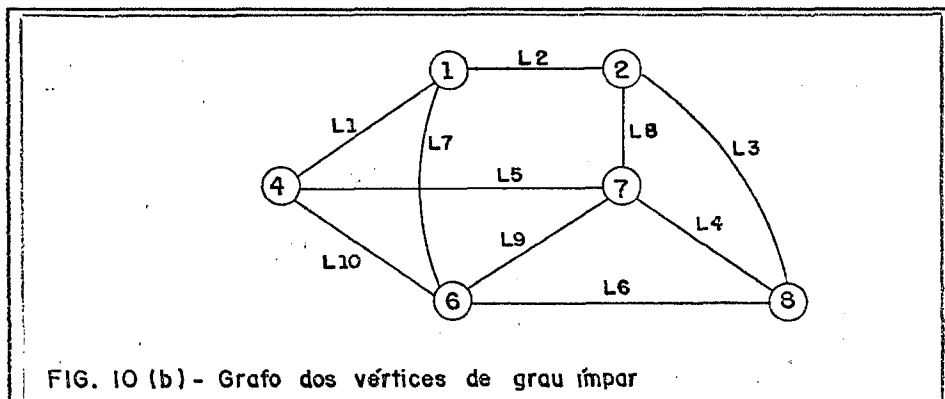 1
L2
2
L1
L7
L8
L3
4
L5
7
L9
L4
L10
6
L6
8
FIG. 10 (b) - Grafo dos vértices de grau ímpar